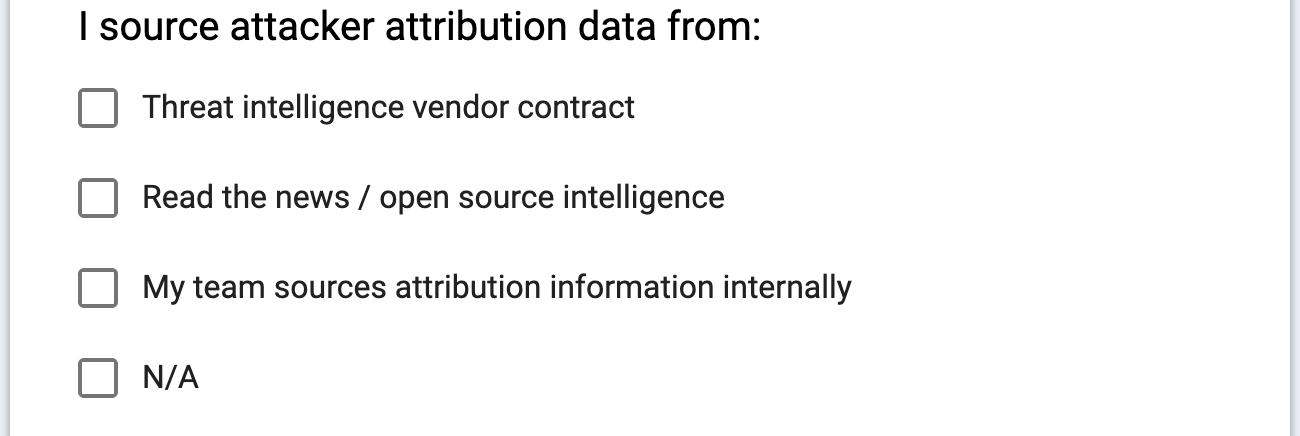 I source attacker attribution data from:
Threat intelligence vendor contract
Read the news / open source intelligence
My team sources attribution information internally
N/A